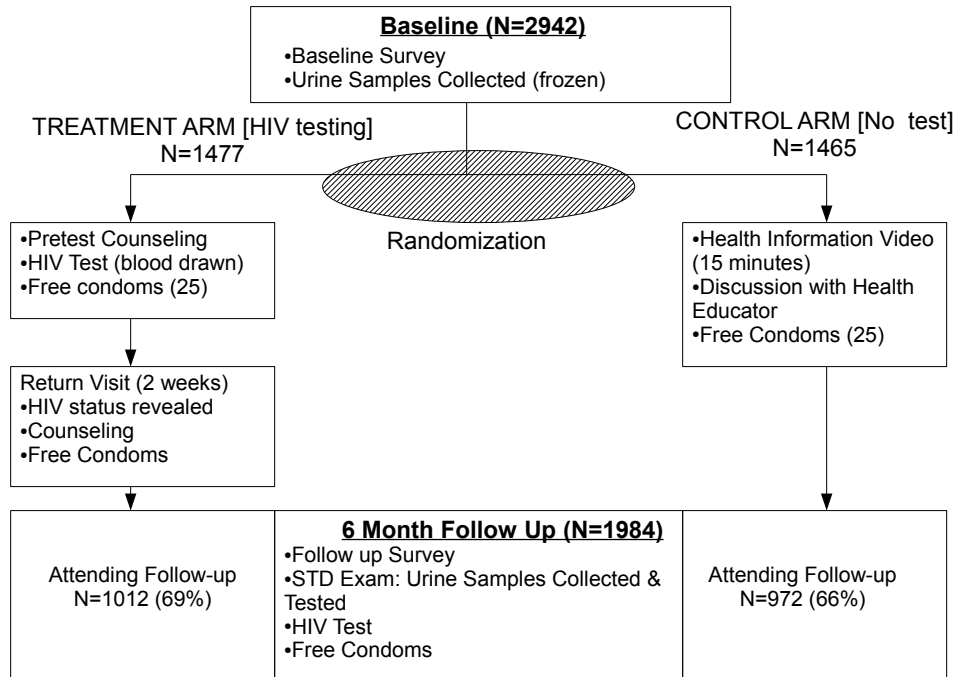 Baseline (N=2942)
•Baseline Survey
•Urine Samples Collected (frozen)
TREATMENT ARM [HIV testing]
N=1477
CONTROL ARM [No test]
N=1465
Randomization
•Pretest Counseling
•HIV Test (blood drawn)
•Free condoms (25)
•Health Information Video
(15 minutes)
•Discussion with Health
Educator
•Free Condoms (25)
Return Visit (2 weeks)
•HIV status revealed
•Counseling
•Free Condoms
Attending Follow-up
N=1012 (69%)
6 Month Follow Up (N=1984)
•Follow up Survey
•STD Exam: Urine Samples Collected &
Tested
•HIV Test
•Free Condoms
Attending Follow-up
N=972 (66%)